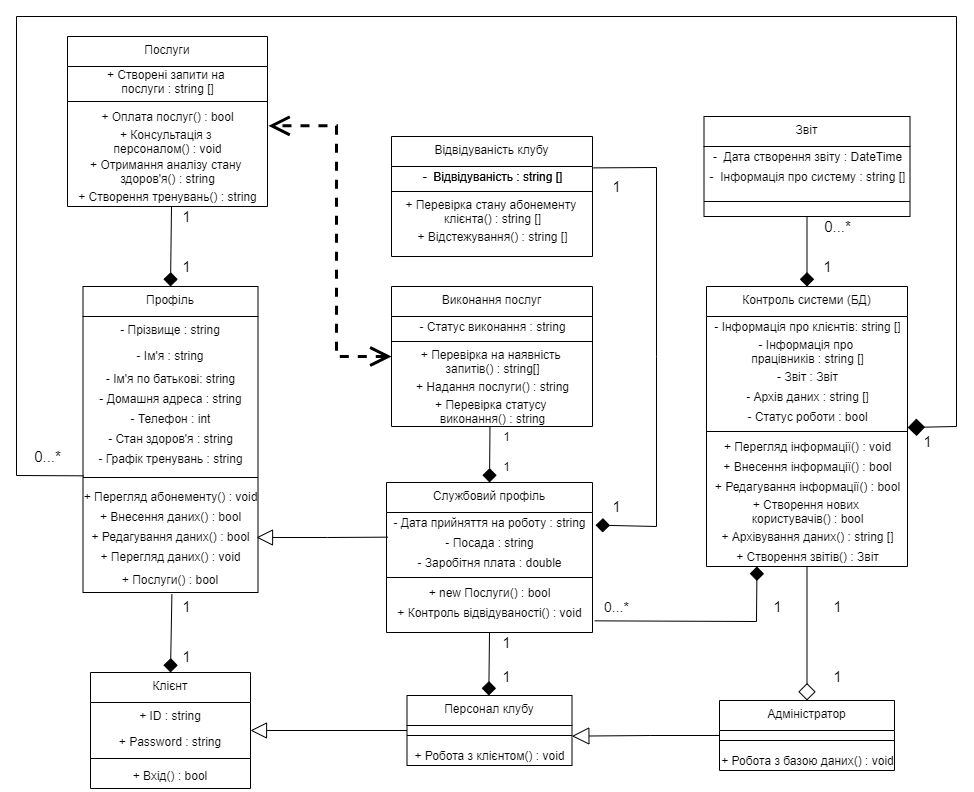 Послуги
+ Створені запити на
послуги : string []
+ Оплата послуг() : bool
+ Консультація з
персоналом() : void
+ Отримання аналізу стану
здоров'я() : string
+ Створення тренувань() : string
1
1
Відвідуваність клубу
- Відвідуваність : string []
+ Перевірка стану абонементу
клієнта() : string []
+ Відстежування() : string []
1
Звіт
- Дата створення звіту : DateTime
- Інформація про систему : string []
0...*
1
Профіль
- Прізвище : string
- Ім'я : string
- Ім'я по батькові: string
- Домашня адреса : string
- Телефон : int
- Стан здоров'я : string
- Графік тренувань : string
0...*
+ Перегляд абонементу() : void
+ Внесення даних() : bool
+ Редагування даних() : bool
+ Перегляд даних() : void
+ Послуги() : bool
1
1
Виконання послуг
- Статус виконання : string
+ Перевірка на наявність
запитів() : string[]
+ Надання послуги() : string
+ Перевірка статусу
виконання() : string
1
1
Контроль системи (БД)
- Інформація про клієнтів: string []
- Інформація про
працівників : string []
- Звіт : Звіт
- Архів даних : string []
- Статус роботи : bool
1
+ Перегляд інформації() : void
+ Внесення інформації() : bool
+ Редагування інформації() : bool
+ Створення нових
користувачів() : bool
+ Архівування даних() : string []
+ Створення звітів() : Звіт
Службовий профіль
1
- Дата прийняття на роботу : string
- Посада : string
- Заробітня плата : double
+ new Послуги() : bool
+ Контроль відвідуваності() : void
0...*
1
1
1
1
1
Клієнт
+ ID : string
+ Password : string
+ Вхід() : bool
Персонал клубу
+ Робота з клієнтом() : void
Адміністратор
+ Робота з базою даних() : void